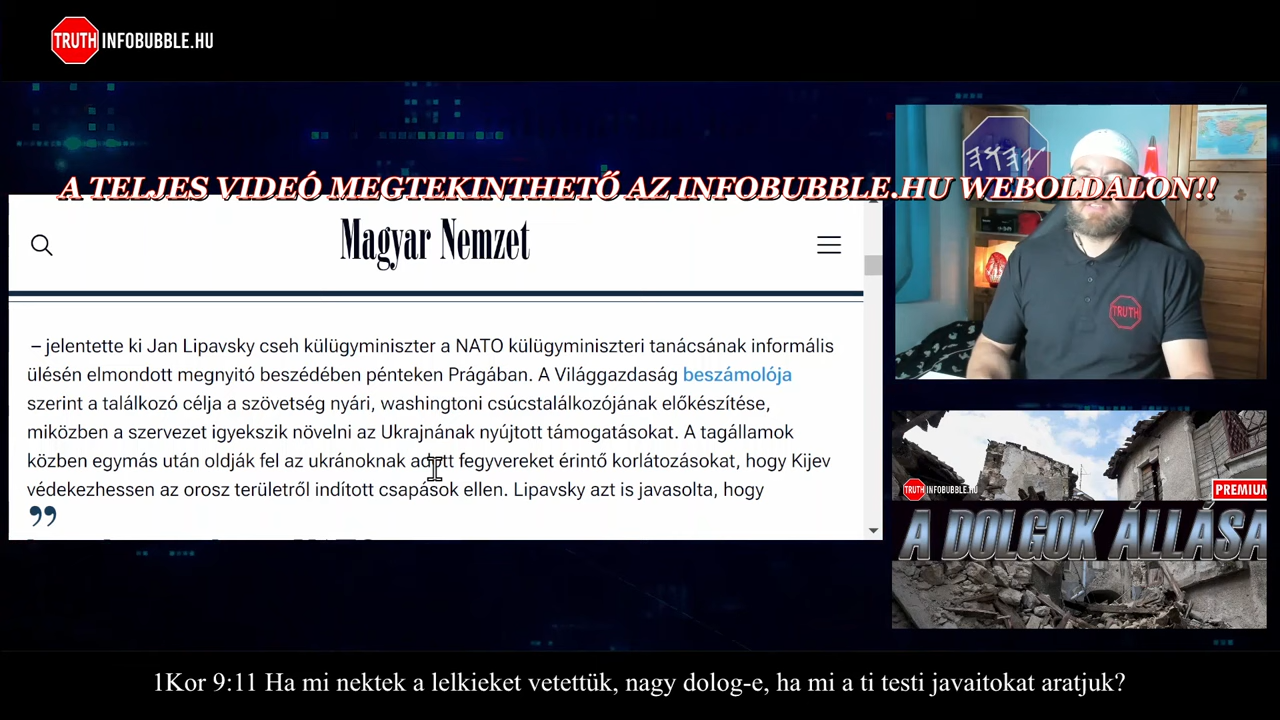 TRUTH INFOBUBBLE.HU
A TELJES VIDEÓ MEGTEKINTHETŐ AZ INFOBUBBLE.HU WEBOLDALON!!
Magyar Nemzet
– jelentette ki Jan Lipavsky cseh külügyminiszter a NATO külügyminiszteri tanácsának informális
ülésén elmondott megnyitó beszédében pénteken Prágában. A Világgazdaság beszámolója
szerint a találkozó célja a szövetség nyári, washingtoni csúcstalálkozójának előkészítése,
miközben a szervezet igyekszik növelni az Ukrajnának nyújtott támogatásokat. A tagállamok
közben egymás után oldják fel az ukránoknak adott fegyvereket érintő korlátozásokat, hogy Kijev
védekezhessen az orosz területről indított csapások ellen. Lipavsky azt is javasolta, hogy
”
TRUTH
TRUTH INFOBUBBLE.HU
PREMIUM
A DOLGOK ÁLLÁSA
1Kor 9:11 Ha mi nektek a lelkieket vetettük, nagy dolog-e, ha mi a ti testi javaitokat aratjuk?